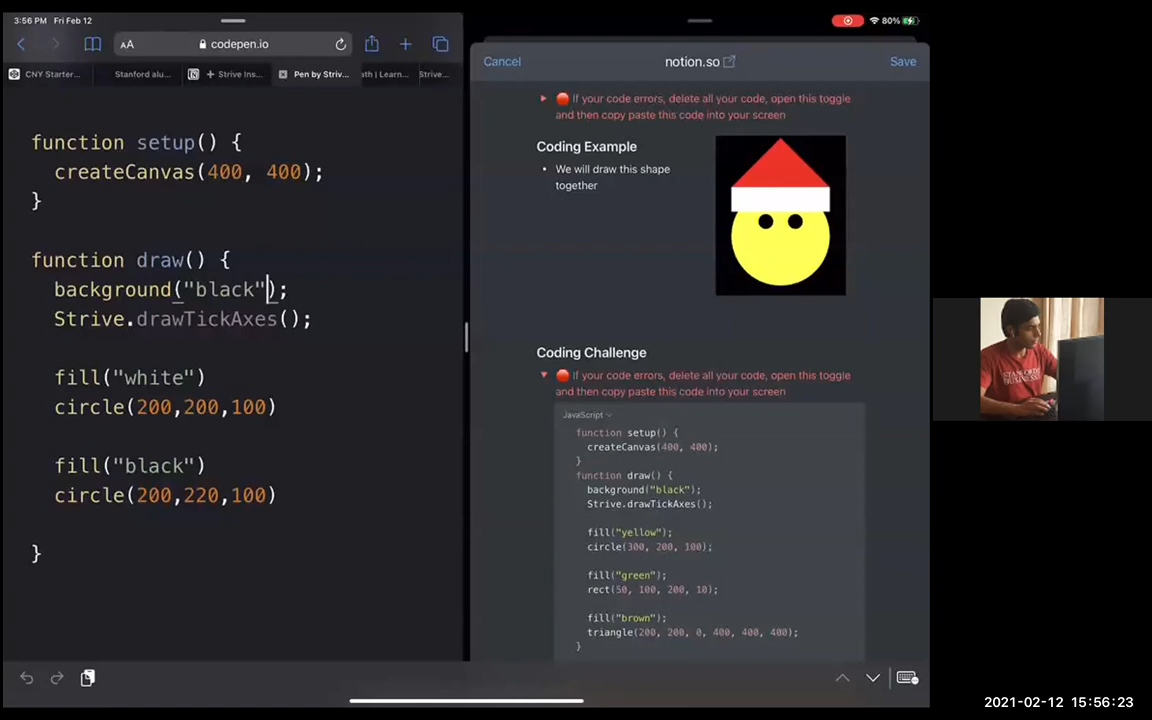 3:56 PM Fri Feb 12
80%
AA
codepen.io
CNY Starter...
Stanford alu...
+ Strive Ins...
Pen by Striv...
ath | Learn...
Strive...
function setup() {
createCanvas(400, 400);
}
function draw() {
background("black");
Strive.drawTickAxes();
fill("white")
circle(200,200,100)
fill("black")
circle(200,220,100)
}
Cancel
notion.so
Save
If your code errors, delete all your code, open this toggle
and then copy paste this code into your screen
Coding Example
• We will draw this shape
together
Coding Challenge
If your code errors, delete all your code, open this toggle
and then copy paste this code into your screen
JavaScript
function setup() {
createCanvas(400, 400);
}
function draw() {
background("black");
Strive.drawTickAxes();
fill("yellow");
circle(300, 200, 100);
fill("green");
rect(50, 100, 200, 10);
fill("brown");
triangle(200, 200, 0, 400, 400, 400);
}
STANFORD
BUSINESS
2021-02-12 15:56:23